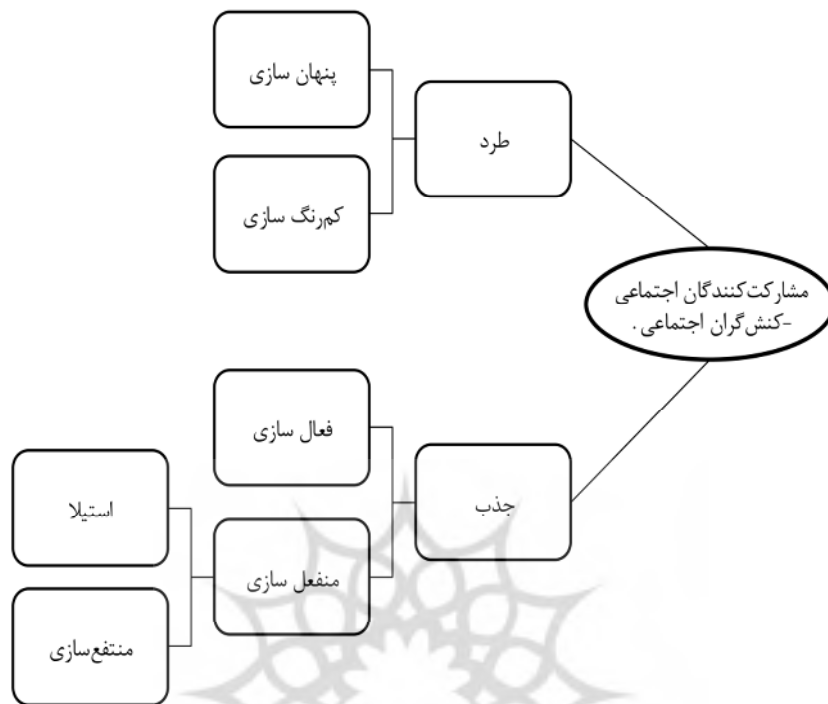 مشارکت‌کنندگان اجتماعی
-کنش‌گران اجتماعی .
طرد
پنهان سازی
کم‌رنگ سازی
جذب
فعال سازی
منفعل سازی
استیلا
منتفع‌سازی